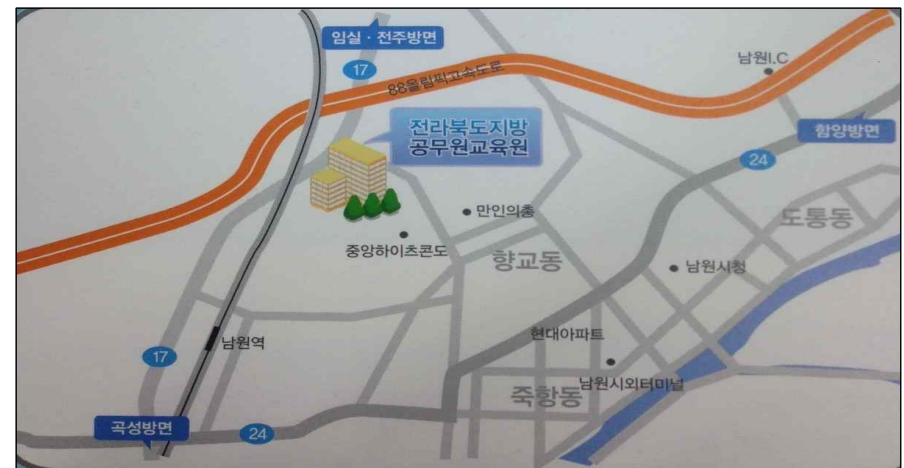 임실·전주방면
17
88올림픽고속도로
남원I.C
전라북도지방
공무원교육원
함양방면
24
만인의총
도통동
중앙하이츠콘도
향교동
남원시청
현대아파트
남원역
17
남원시외터미널
죽항동
곡성방면
24